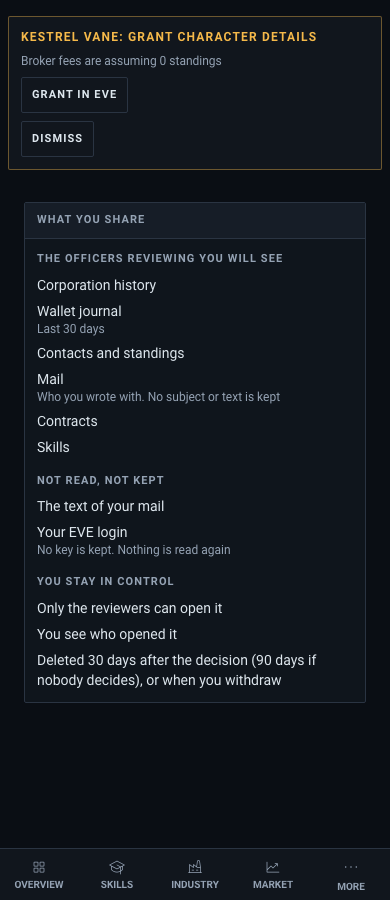 KESTREL VANE: GRANT CHARACTER DETAILS
Broker fees are assuming 0 standings
GRANT IN EVE
DISMISS
WHAT YOU SHARE
THE OFFICERS REVIEWING YOU WILL SEE
Corporation history
Wallet journal
Last 30 days
Contacts and standings
Mail
Who you wrote with. No subject or text is kept
Contracts
Skills
NOT READ, NOT KEPT
The text of your mail
Your EVE login
No key is kept. Nothing is read again
YOU STAY IN CONTROL
Only the reviewers can open it
You see who opened it
Deleted 30 days after the decision (90 days if
nobody decides), or when you withdraw
OVERVIEW SKILLS INDUSTRY MARKET MORE